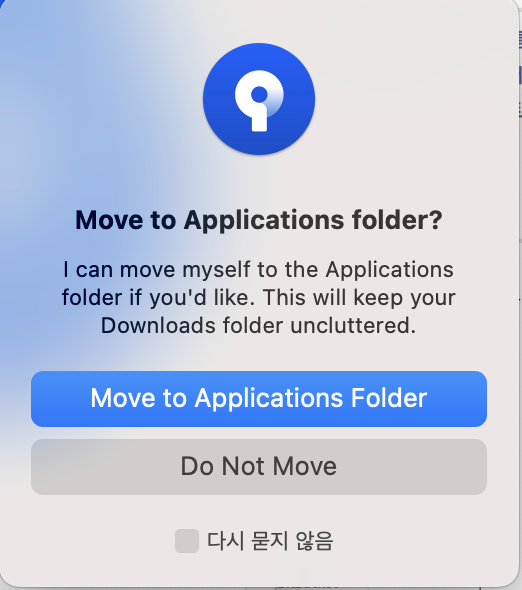 Move to Applications folder?
I can move myself to the Applications
folder if you'd like. This will keep your
Downloads folder uncluttered.
Move to Applications Folder
Do Not Move
다시 묻지 않음